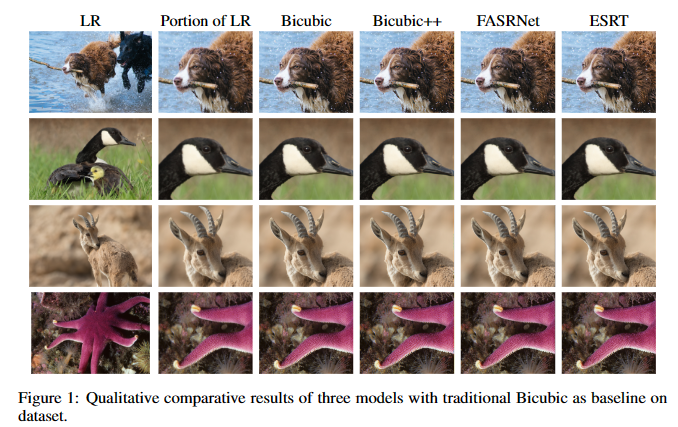 LR Portion of LR Bicubic Bicubic++ FASRNet ESRT
Figure 1: Qualitative comparative results of three models with traditional Bicubic as baseline on
dataset.